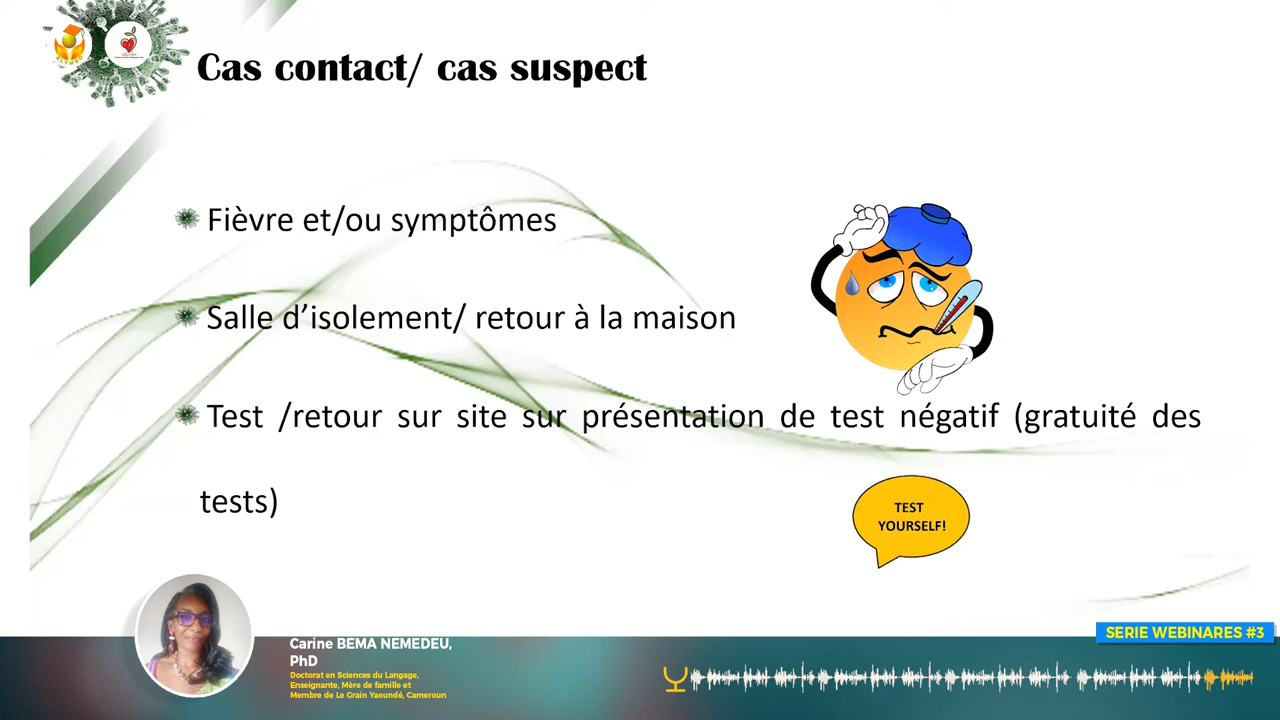 Cas contact/ cas suspect
Fièvre et/ou symptômes
Salle d’isolement/ retour à la maison
Test /retour sur site sur présentation de test négatif (gratuité des
tests)
TEST
YOURSELF!
Carine BEMA NEMEDEU,
PhD
Doctorat en Sciences du Langage,
Enseignante, Mère de famille et
Membre de Le Grain Yaoundé, Cameroun
SERIE WEBINARES #3